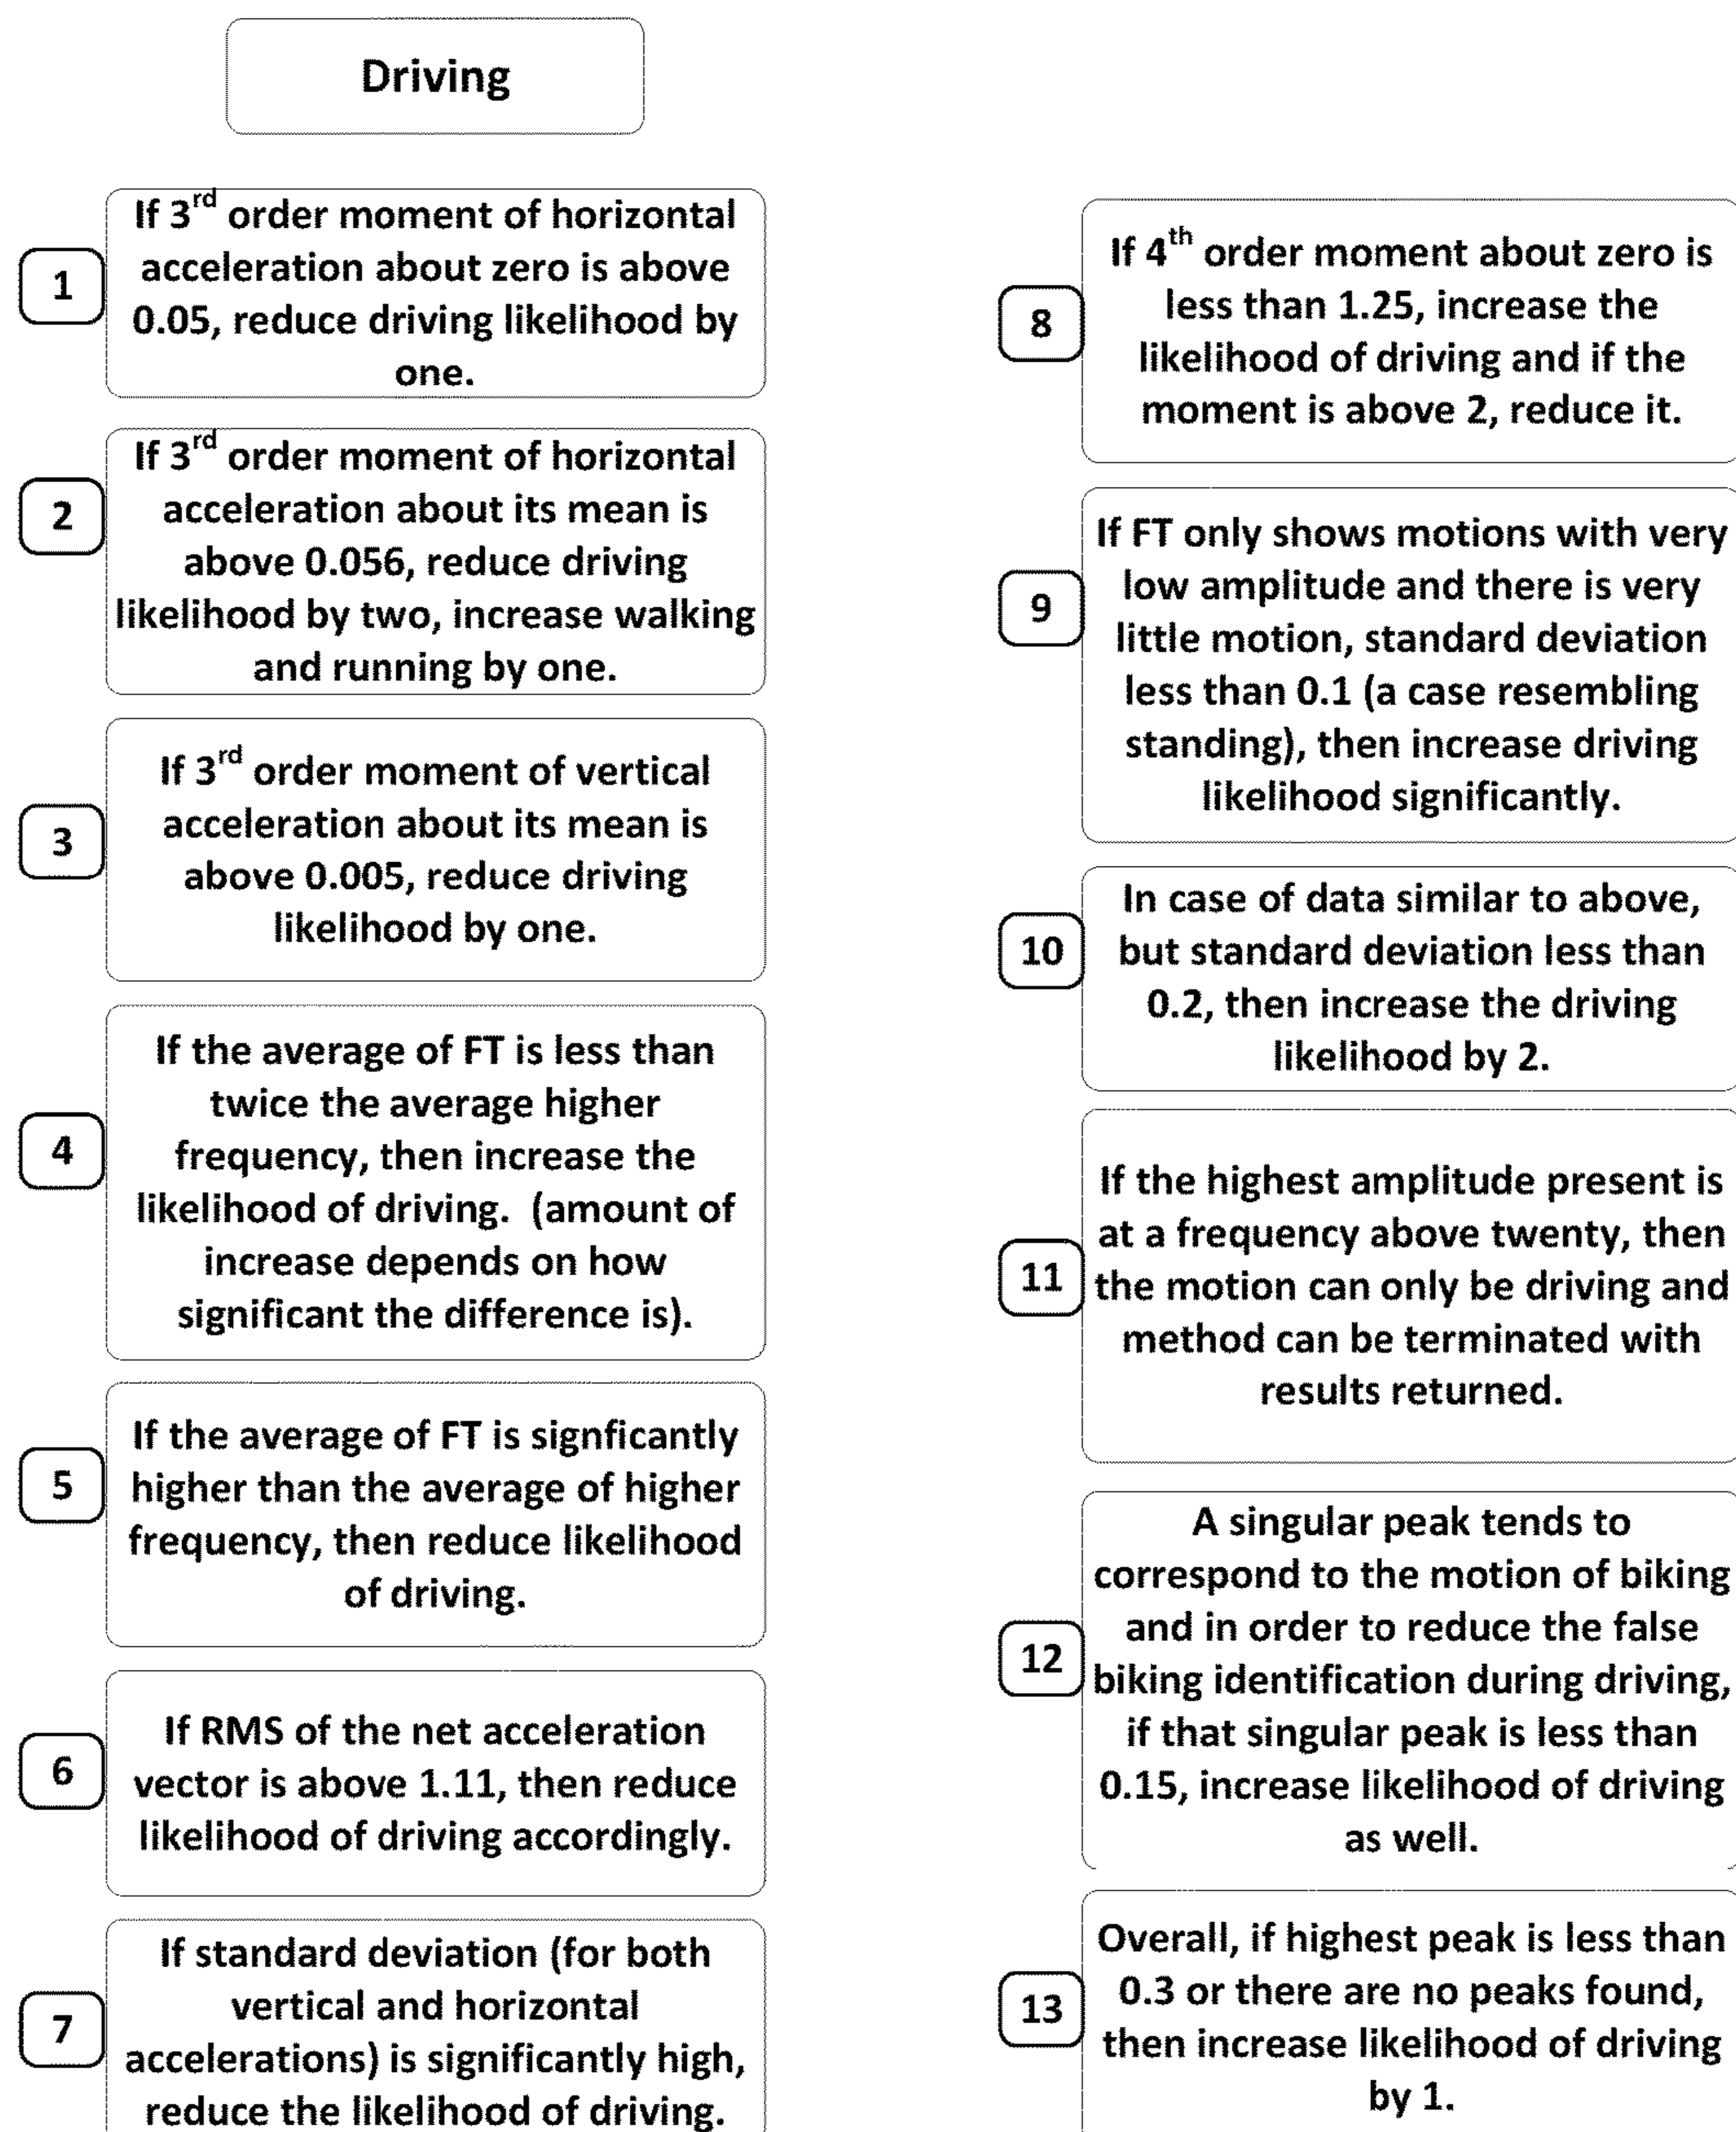 Driving
1
If 3rd order moment of horizontal
acceleration about zero is above
0.05, reduce driving likelihood by
one.
2
If 3rd order moment of horizontal
acceleration about its mean is
above 0.056, reduce driving
likelihood by two, increase walking
and running by one.
3
If 3rd order moment of vertical
acceleration about its mean is
above 0.005, reduce driving
likelihood by one.
4
If the average of FT is less than
twice the average higher
frequency, then increase the
likelihood of driving. (amount of
increase depends on how
significant the difference is).
5
If the average of FT is signficantly
higher than the average of higher
frequency, then reduce likelihood
of driving.
6
If RMS of the net acceleration
vector is above 1.11, then reduce
likelihood of driving accordingly.
7
If standard deviation (for both
vertical and horizontal
accelerations) is significantly high,
reduce the likelihood of driving.
8
If 4th order moment about zero is
less than 1.25, increase the
likelihood of driving and if the
moment is above 2, reduce it.
9
If FT only shows motions with very
low amplitude and there is very
little motion, standard deviation
less than 0.1 (a case resembling
standing), then increase driving
likelihood significantly.
10
In case of data similar to above,
but standard deviation less than
0.2, then increase the driving
likelihood by 2.
11
If the highest amplitude present is
at a frequency above twenty, then
the motion can only be driving and
method can be terminated with
results returned.
12
A singular peak tends to
correspond to the motion of biking
and in order to reduce the false
biking identification during driving,
if that singular peak is less than
0.15, increase likelihood of driving
as well.
13
Overall, if highest peak is less than
0.3 or there are no peaks found,
then increase likelihood of driving
by 1.